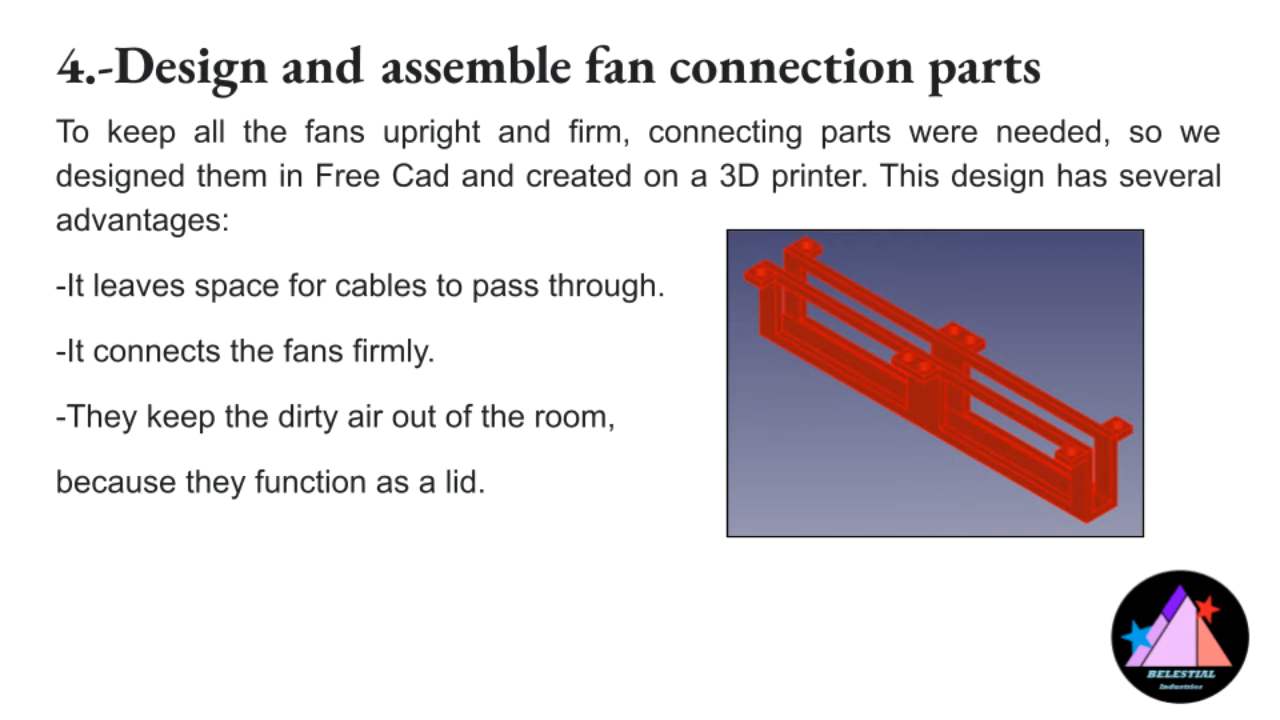 4.-Design and assemble fan connection parts
To keep all the fans upright and firm, connecting parts were needed, so we
designed them in Free Cad and created on a 3D printer. This design has several
advantages:
-It leaves space for cables to pass through.
-It connects the fans firmly.
-They keep the dirty air out of the room,
because they function as a lid.
BELESTIAL
Industries